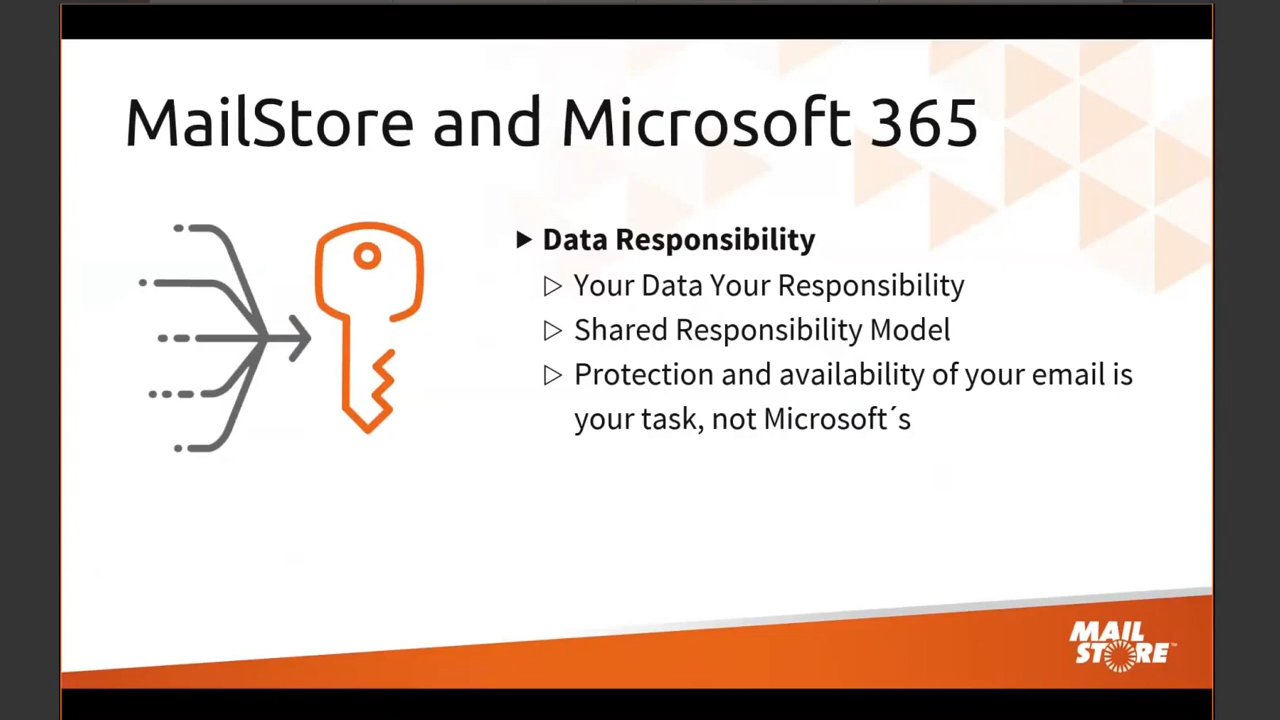 MailStore and Microsoft 365
Data Responsibility
Your Data Your Responsibility
Shared Responsibility Model
Protection and availability of your email is
your task, not Microsoft´s
MAIL
STORE™